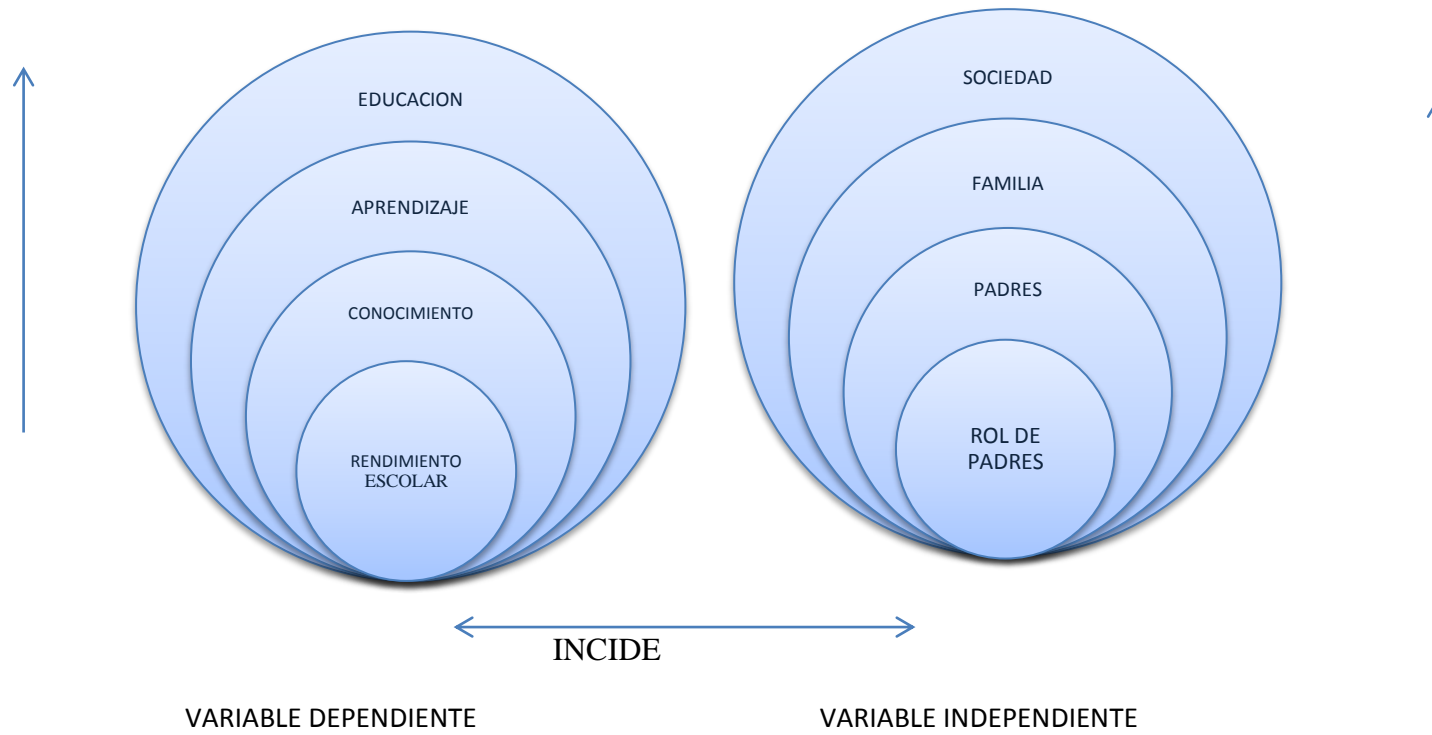 EDUCACION
APRENDIZAJE
CONOCIMIENTO
RENDIMIENTO
ESCOLAR
SOCIEDAD
FAMILIA
PADRES
ROL DE
PADRES
INCIDE
VARIABLE DEPENDIENTE
VARIABLE INDEPENDIENTE